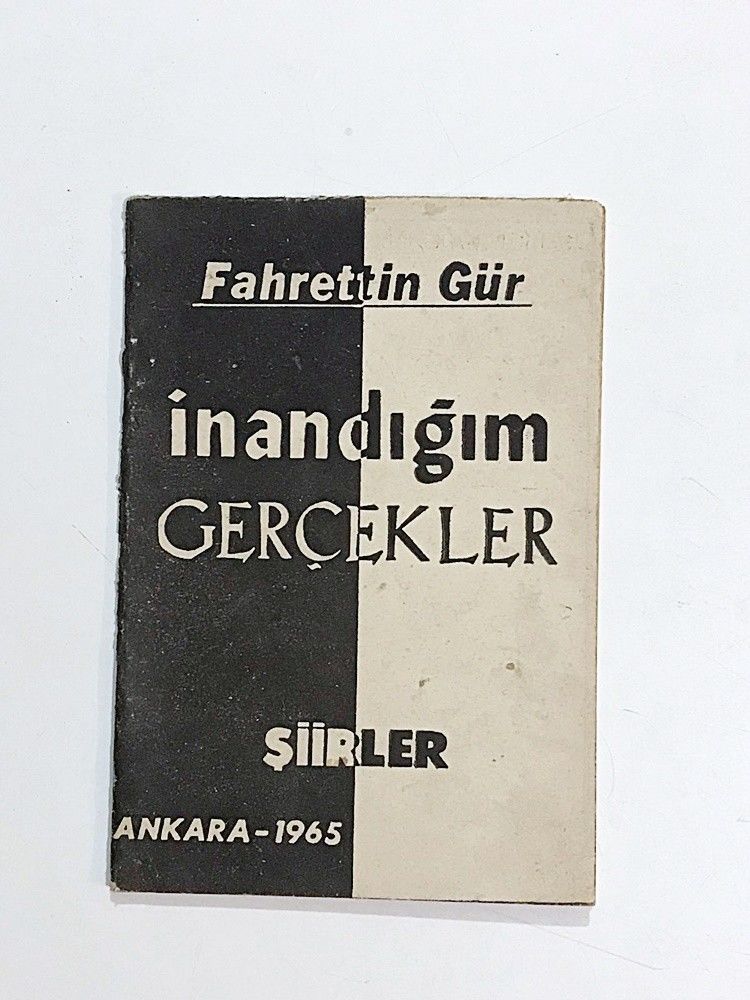 Fahrettin Gür
inandığım
GERÇEKLER
ŞİİRLER
ANKARA-1965